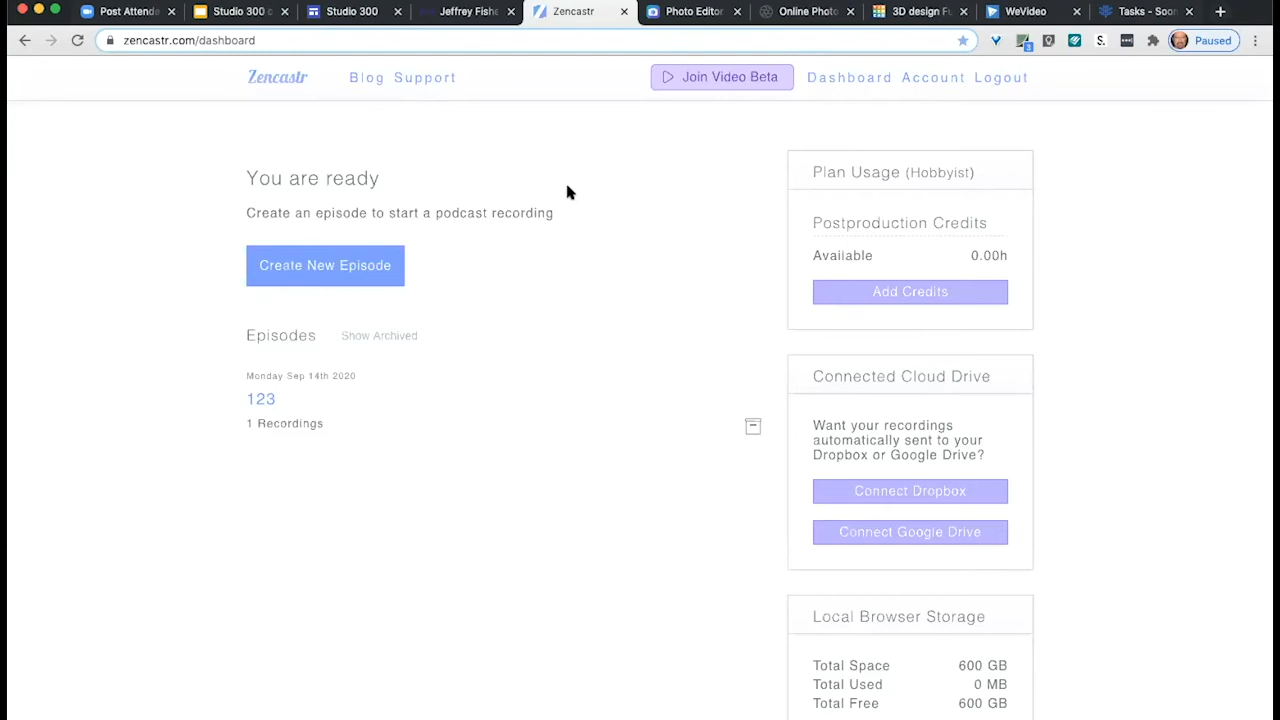 Post Attende
Studio 300 o
Studio 300
Jeffrey Fishe
Zencastr
Photo Editor
Online Photo
3D design Fu
WeVideo
Tasks - Soon
zencastr.com/dashboard
3
S.
Paused
Zencastr
Blog Support
Join Video Beta
Dashboard Account Logout
You are ready
Create an episode to start a podcast recording
Create New Episode
Episodes
Show Archived
Monday Sep 14th 2020
123
1 Recordings
Plan Usage (Hobbyist)
Postproduction Credits
Available 0.00h
Add Credits
Connected Cloud Drive
Want your recordings
automatically sent to your
Dropbox or Google Drive?
Connect Dropbox
Connect Google Drive
Local Browser Storage
Total Space 600 GB
Total Used 0 MB
Total Free 600 GB